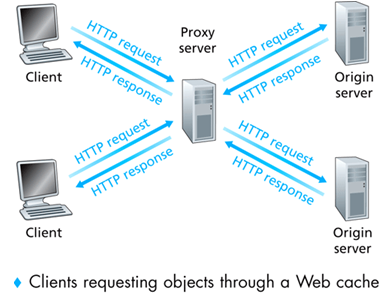 HTTP request
HTTP response
Client
Proxy
server
HTTP request
HTTP response
Origin
server
HTTP request
HTTP response
Client
HTTP request
HTTP response
Origin
server
♦ Clients requesting objects through a Web cache